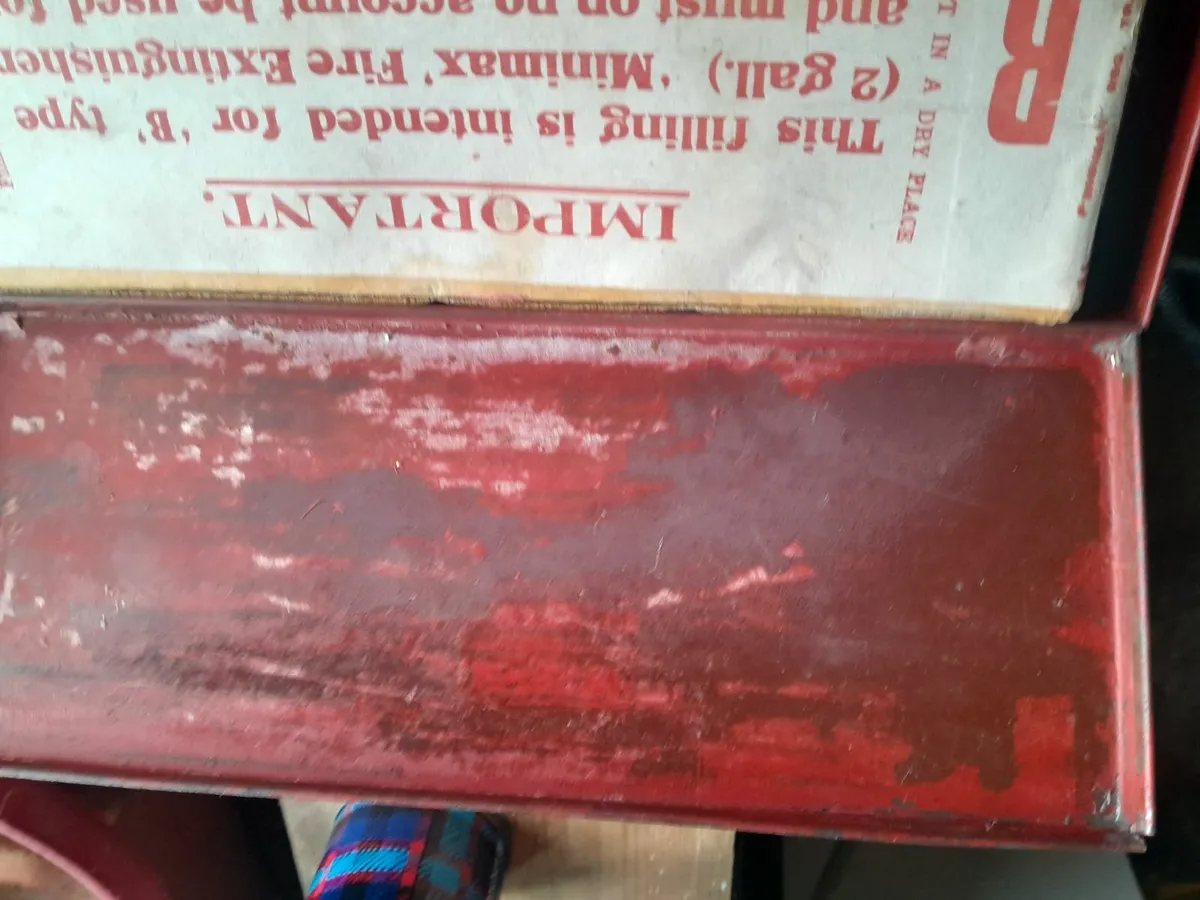 IMPORTANT.
This filling is intended for 'B' type
(2 gall.) 'Minimax' Fire Extinguisher
and must on no account be used for
T IN A DRY PLACE
B